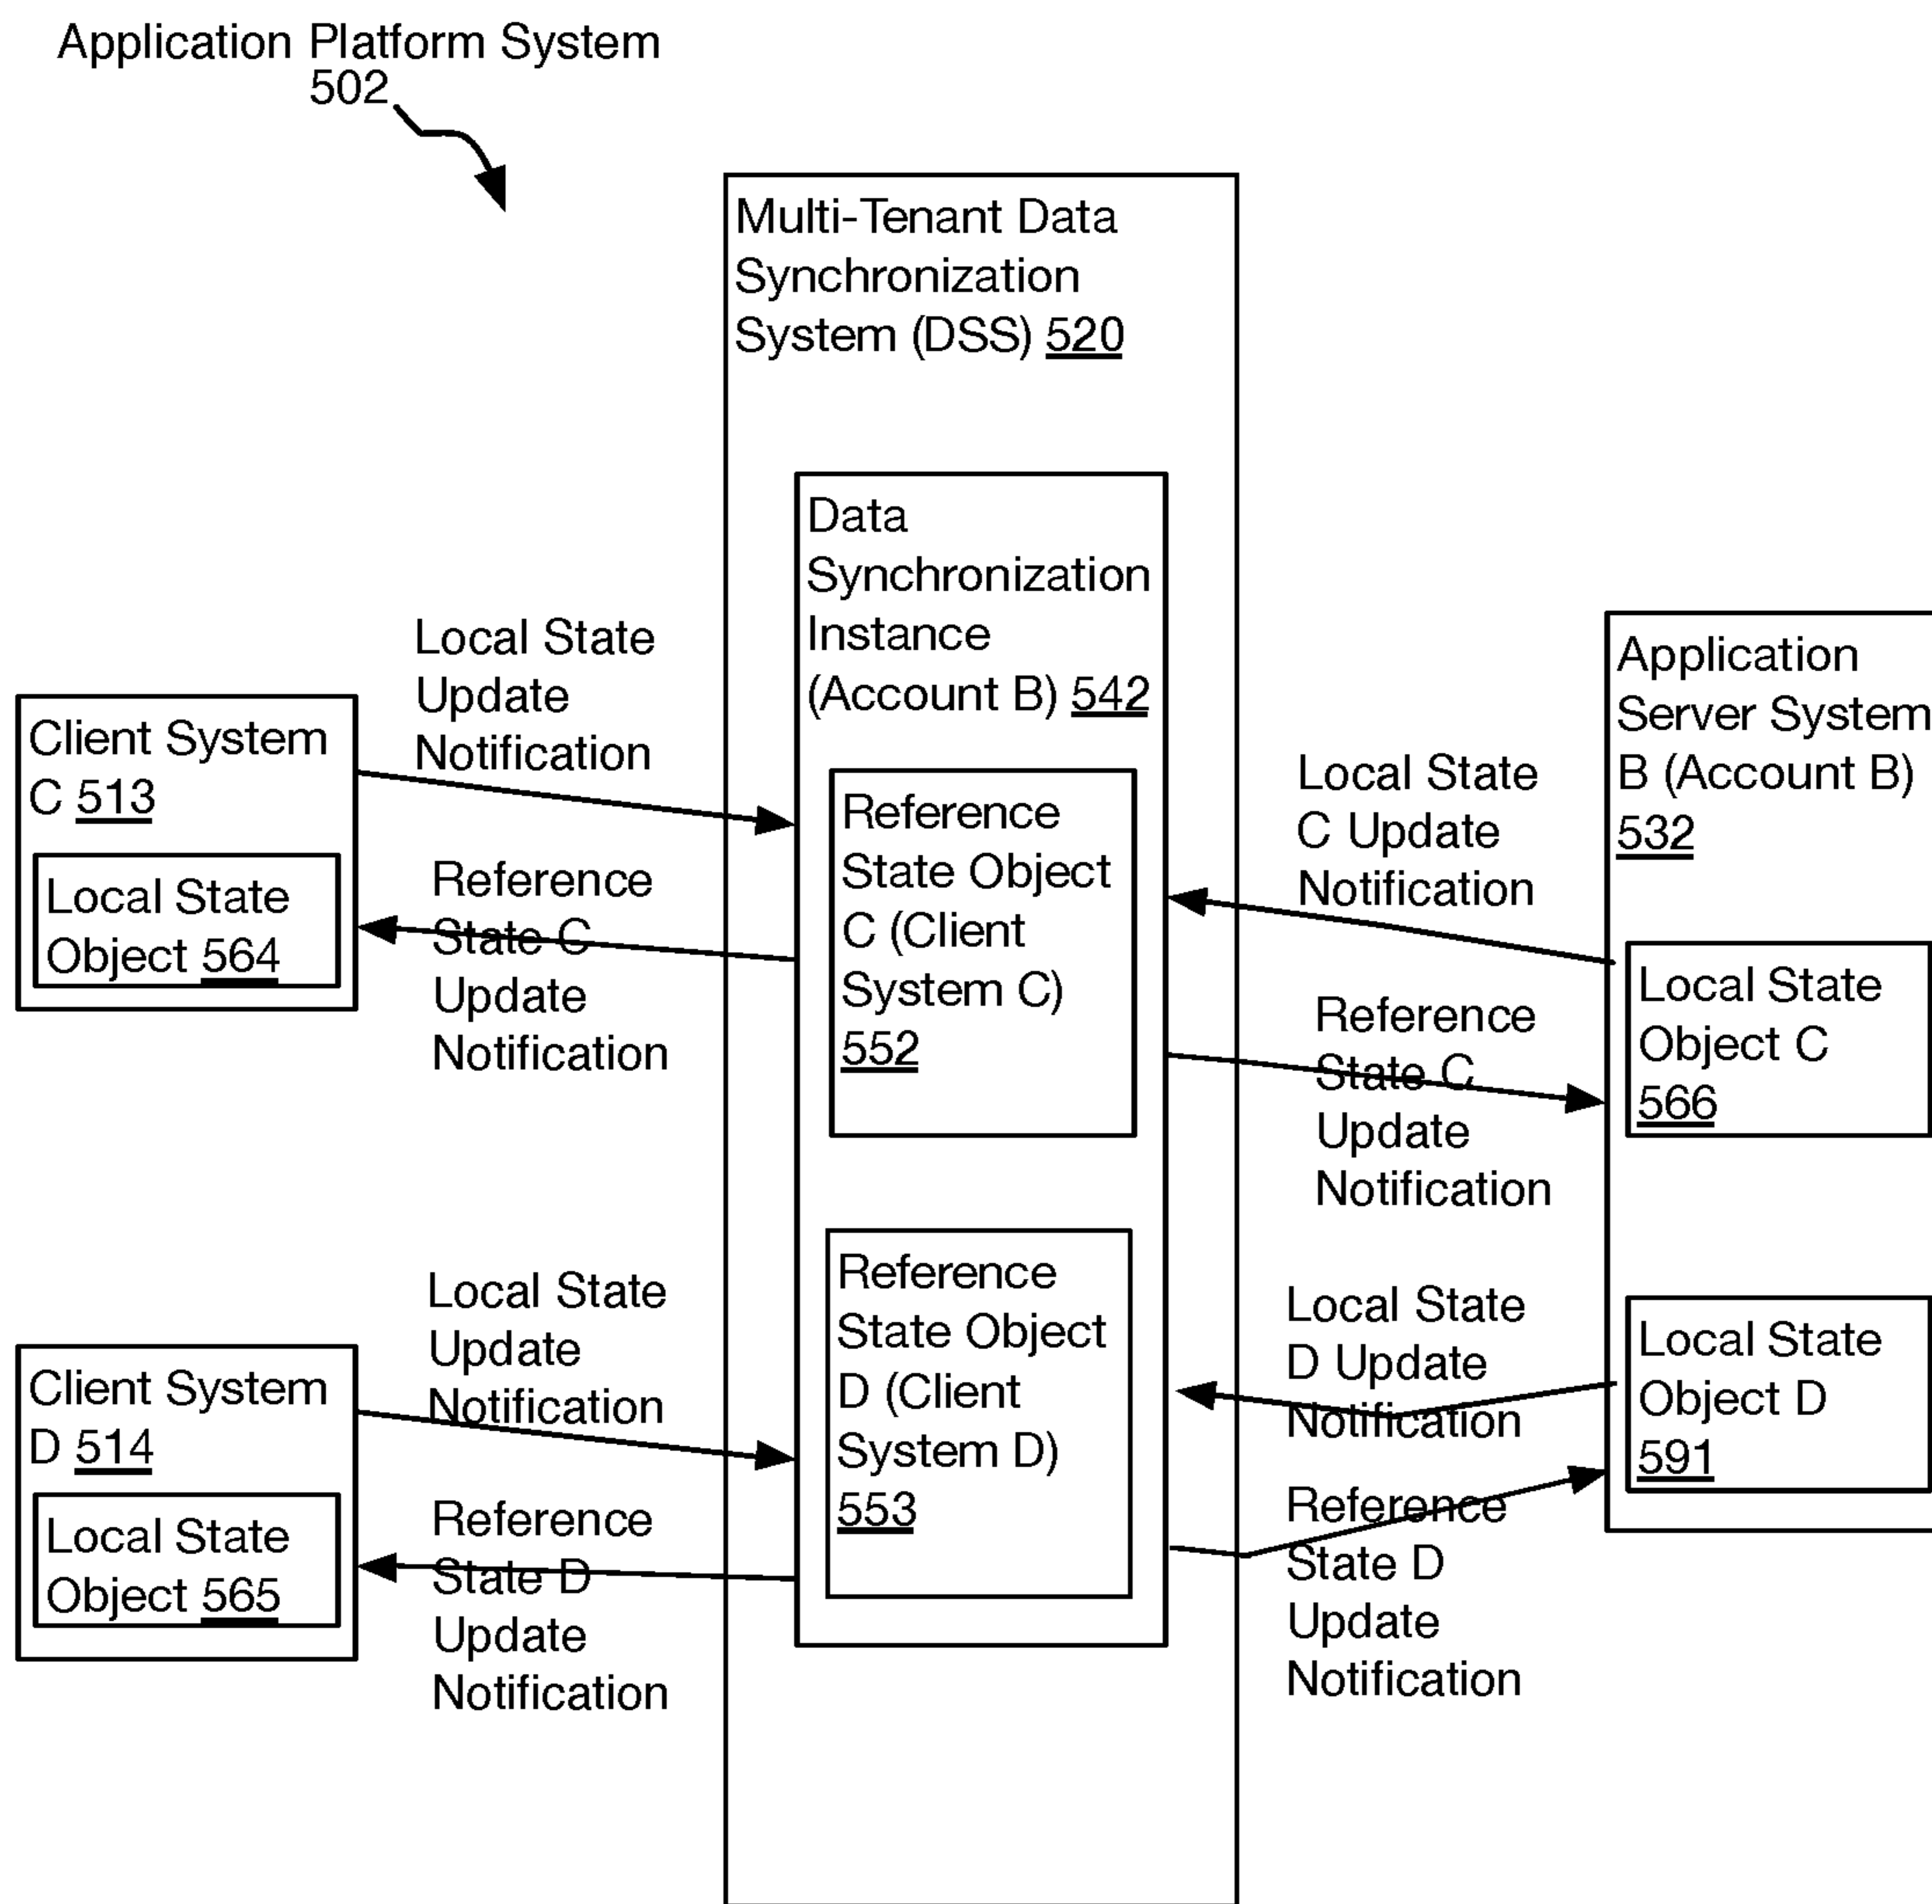 Application Platform System
502
Multi-Tenant Data
Synchronization
System (DSS) 520
Data
Synchronization
Instance
(Account B) 542
Local State
Update
Notification
Client System
C 513
Local State
Object 564
Reference
State C
Update
Notification
Reference
State Object
C (Client
System C)
552
Local State
C Update
Notification
Application
Server System
B (Account B)
532
Local State
Object C
566
Reference
State C
Update
Notification
Local State
Update
Notification
Client System
D 514
Local State
Object 565
Reference
State D
Update
Notification
Reference
State Object
D (Client
System D)
553
Local State
D Update
Notification
Local State
Object D
591
Reference
State D
Update
Notification